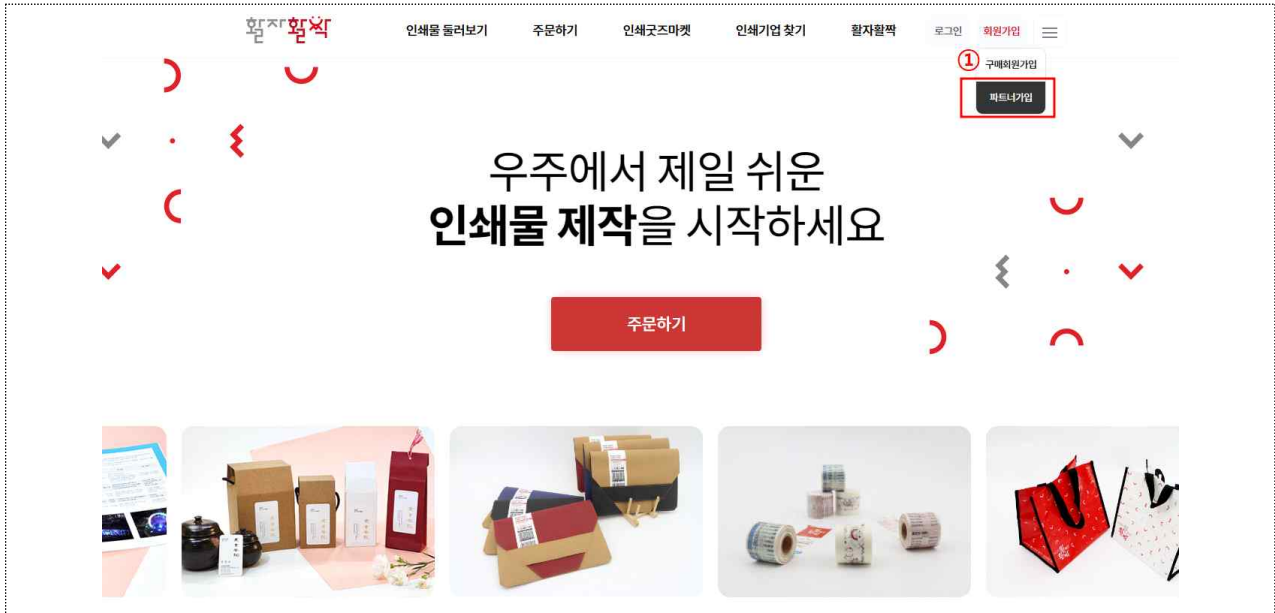 활자활짝
인쇄물 둘러보기 주문하기 인쇄굿즈마켓 인쇄기업 찾기 활자활짝 로그인 회원가입
① 구매회원가입
파트너가입
우주에서 제일 쉬운
인쇄물 제작을 시작하세요
주문하기